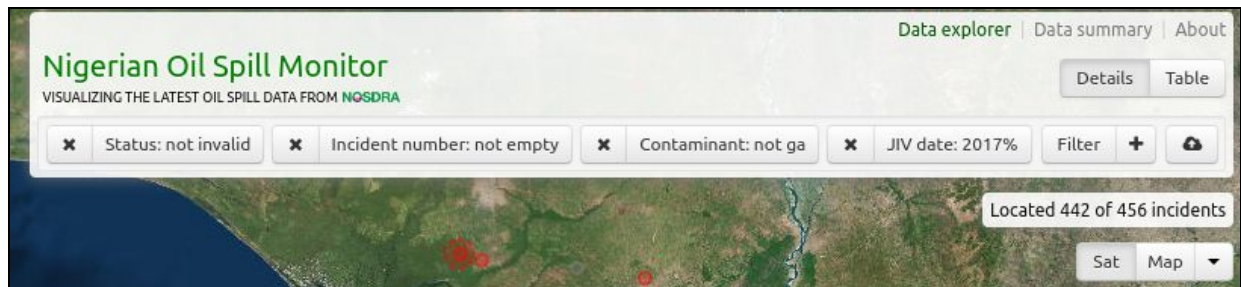 Data explorer | Data summary | About
Nigerian Oil Spill Monitor
Details Table
VISUALIZING THE LATEST OIL SPILL DATA FROM NOSDRA
✖ Status: not invalid ✖ Incident number: not empty ✖ Contaminant: not ga ✖ JIV date: 2017% Filter +
Located 442 of 456 incidents
Sat Map